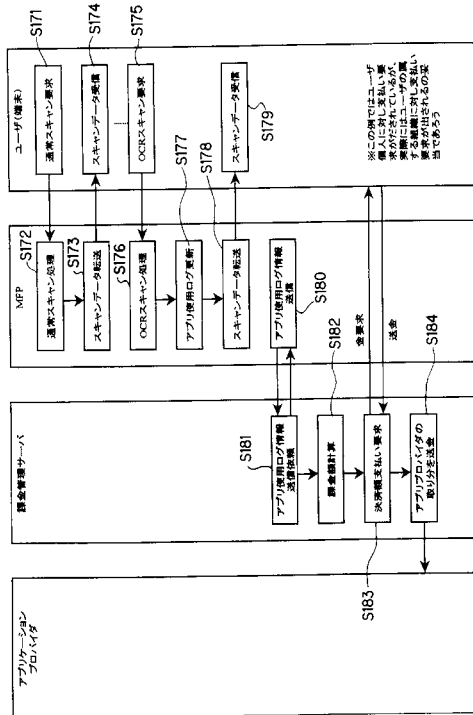 ユーザ(端末)
S171
通常スキャン要求
S174
スキャンデータ受信
S175
OCRスキャン要求
S179
スキャンデータ受信
※この例ではユーザ
個人に対し支払い要
求がだされているが、
実際にはユーザの属
する組織に対し支払い
要求が出されるの妥
当であろう
MFP
S172
通常スキャン処理
S173
スキャンデータ転送
S176
OCRスキャン処理
S177
アプリ使用ログ更新
S178
スキャンデータ転送
S180
アプリ使用ログ情報
送信
金要求
送金
課金管理サーバ
S181
アプリ使用ログ情報
送信依頼
S182
課金額計算
S183
決済額支払い要求
S184
アプリプロバイダの
取り分を送金
アプリケーション
プロバイダ